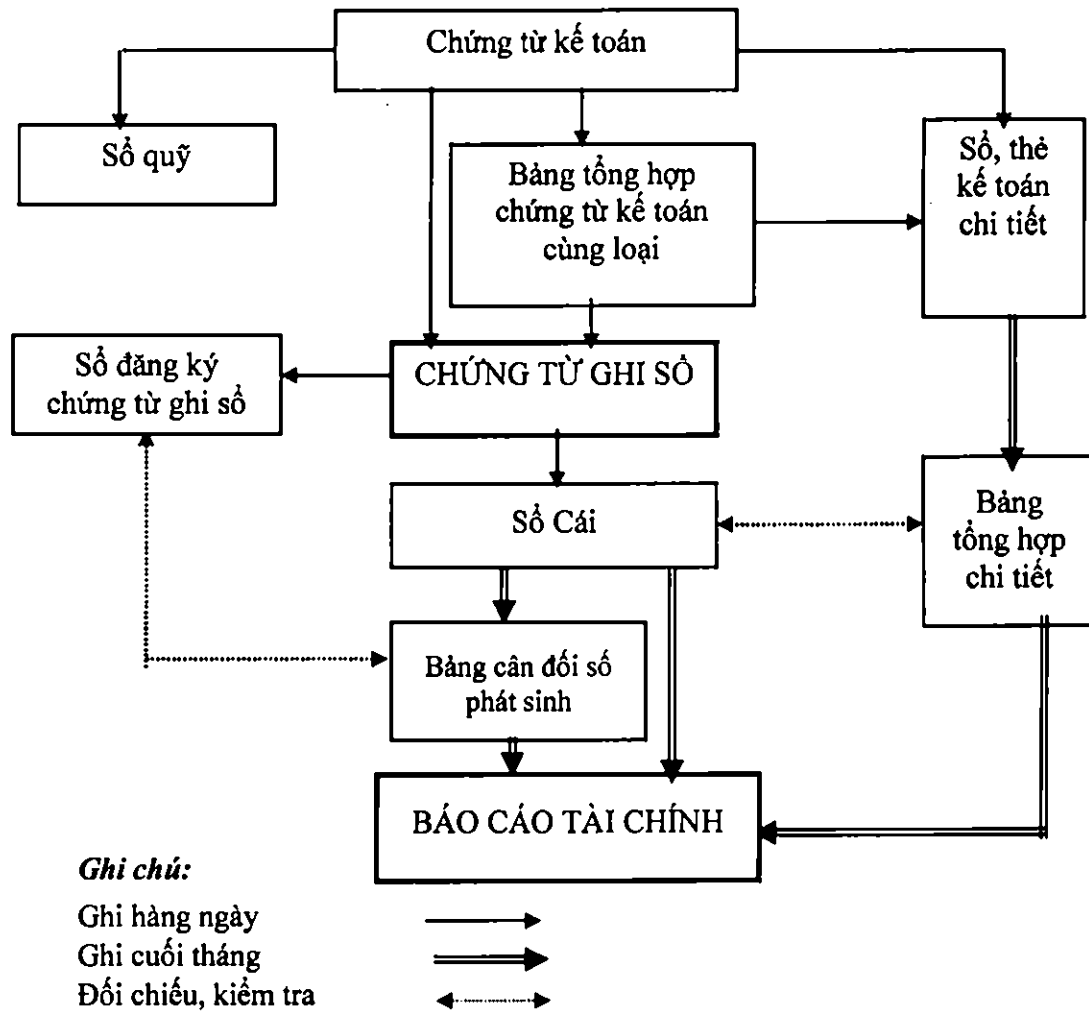 Chứng từ kế toán
Sổ quỹ
Bảng tổng hợp
chứng từ kế toán
cùng loại
Sổ, thẻ
kế toán
chi tiết
Sổ đăng ký
chứng từ ghi sổ
CHỨNG TỪ GHI SỔ
Sổ Cái
Bảng
tổng hợp
chi tiết
Bảng cân đối số
phát sinh
BÁO CÁO TÀI CHÍNH
Ghi chú:
Ghi hàng ngày
Ghi cuối tháng
Đối chiếu, kiểm tra